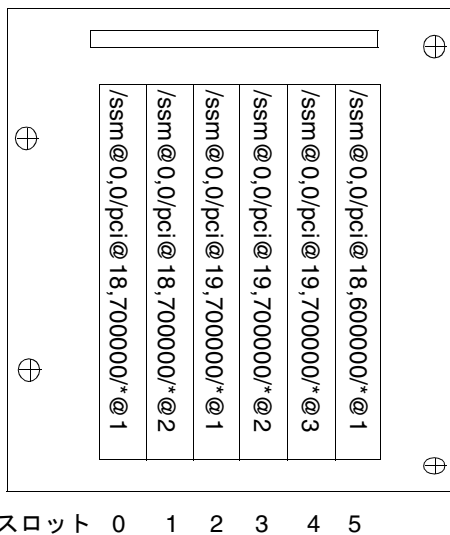 /ssm@0,0/pci@18,700000/*@1
/ssm@0,0/pci@18,700000/*@2
/ssm@0,0/pci@19,700000/*@1
/ssm@0,0/pci@19,700000/*@2
/ssm@0,0/pci@19,700000/*@3
/ssm@0,0/pci@18,600000/*@1
スロット 0 1 2 3 4 5